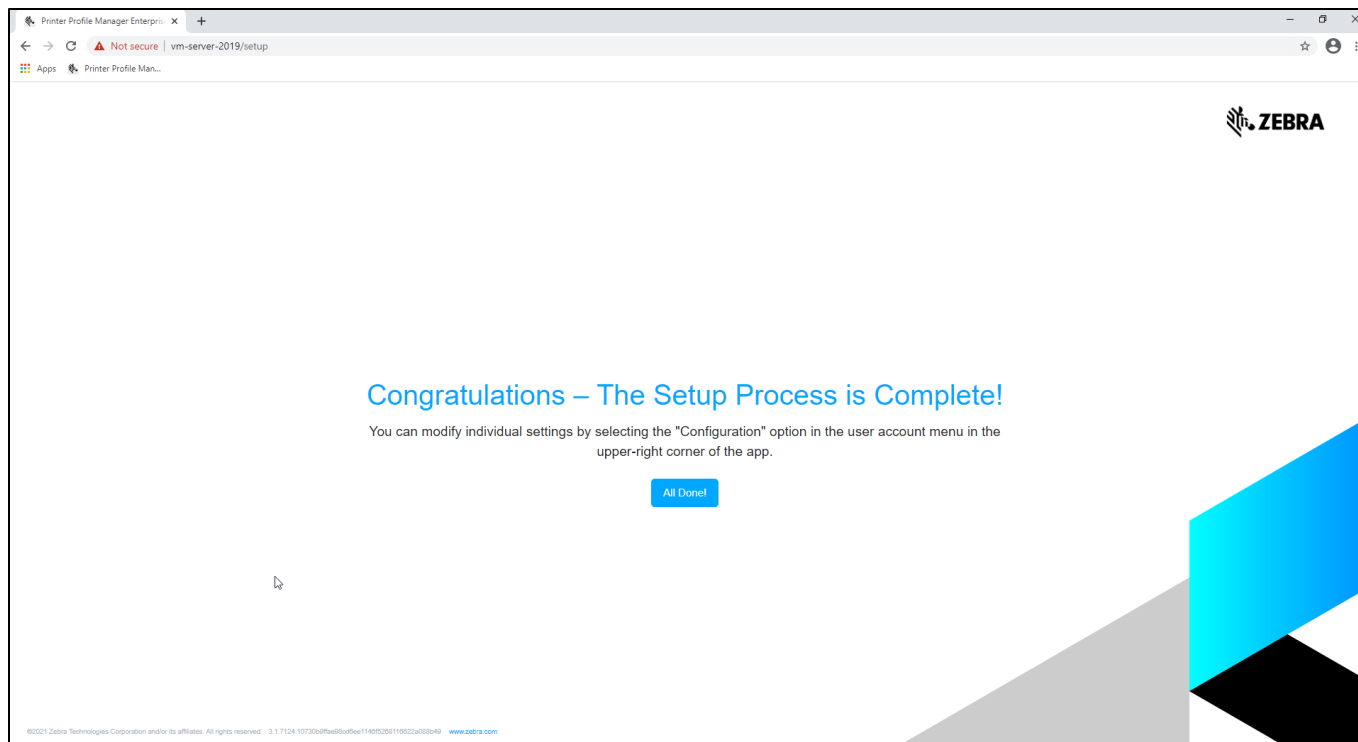 Printer Profile Manager Enterpris
Not secure | vm-server-2019/setup
Apps Printer Profile Man...
ZEBRA
Congratulations – The Setup Process is Complete!
You can modify individual settings by selecting the "Configuration" option in the user account menu in the
upper-right corner of the app.
All Done!
©2021 Zebra Technologies Corporation and/or its affiliates. All rights reserved. - 3.1.7124. - www.zebra.com